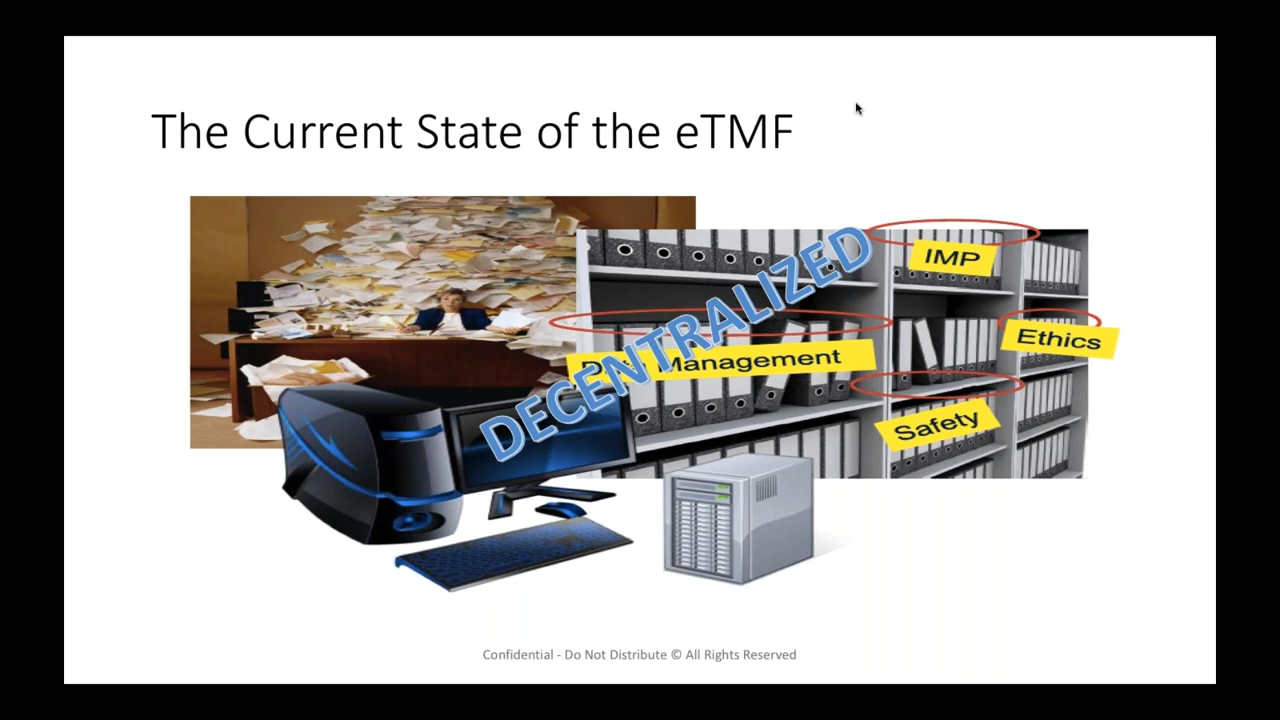 The Current State of the eTMF
DECENTRALIZED
IMP
Ethics
Management
Safety
Confidential - Do Not Distribute © All Rights Reserved